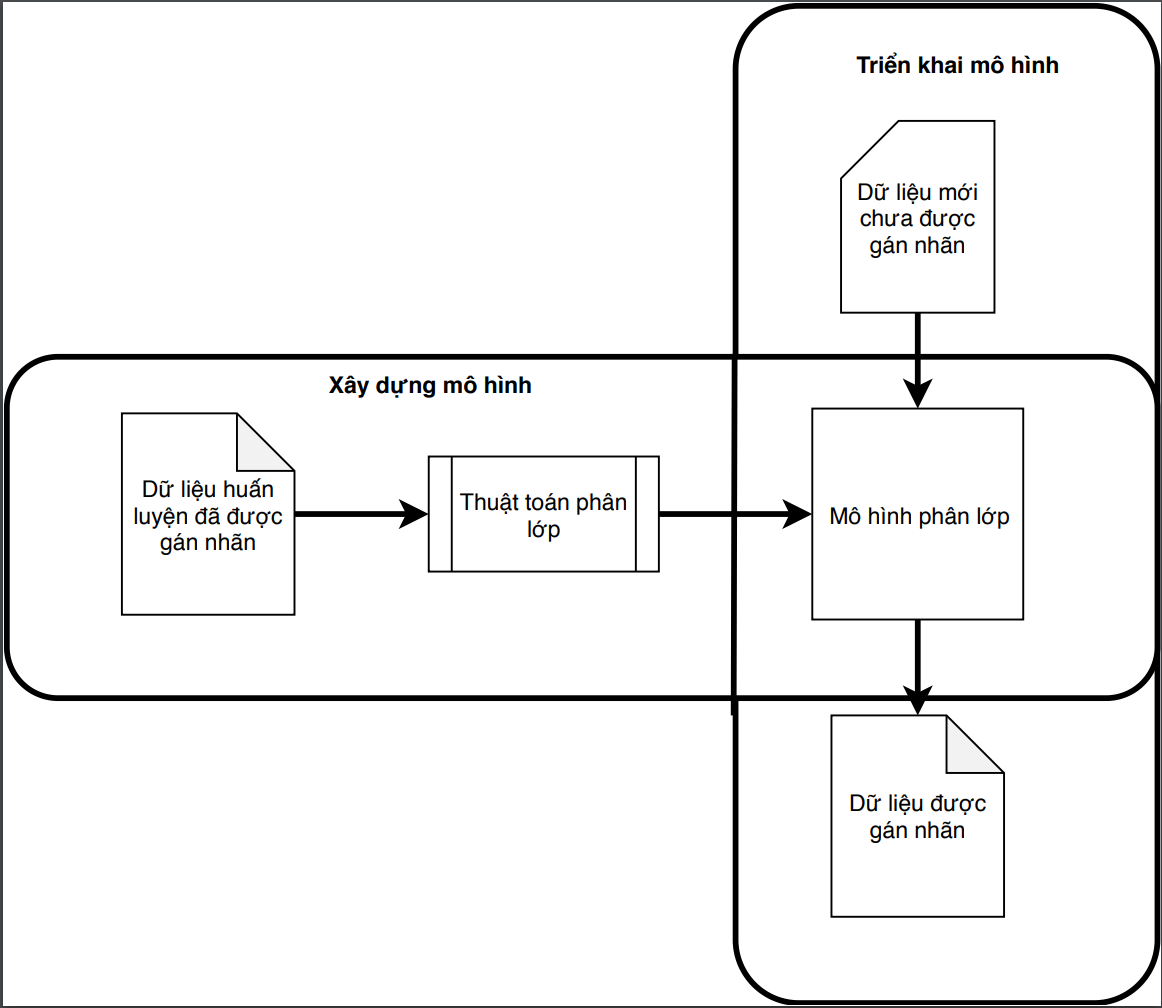 Triển khai mô hình
Dữ liệu mới
chưa được
gán nhãn
Xây dựng mô hình
Dữ liệu huấn
luyện đã được
gán nhãn
Thuật toán phân
lớp
Mô hình phân lớp
Dữ liệu được
gán nhãn